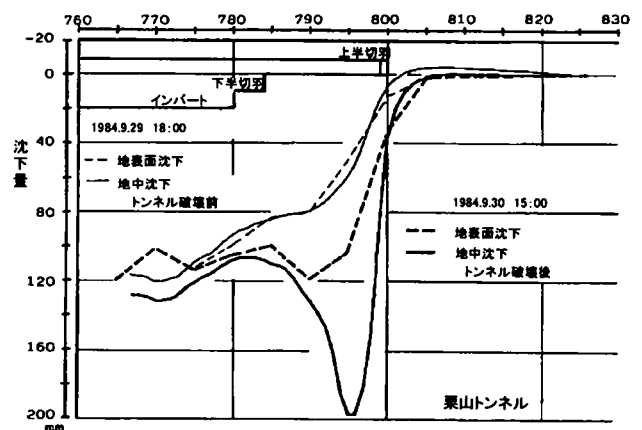 760 770 780 790 800 810 820 830
-20
0
40
80
120
160
200
mm
沈下量
上半切羽
下半切羽
インバート
1984.9.29 18:00
地表面沈下
地中沈下
トンネル破壊前
1984.9.30 15:00
地表面沈下
地中沈下
トンネル破壊後
栗山トンネル